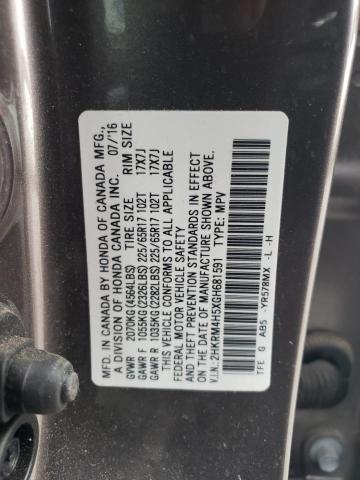 MFD. IN CANADA BY HONDA OF CANADA MFG.,
A DIVISION OF HONDA CANADA INC. 07/16
GVWR 2070KG(4564LBS) TIRE SIZE RIM SIZE
GAWR F 1055KG(2326LBS) 225/65R17 102T 17X7J
GAWR R 1035KG(2282LBS) 225/65R17 102T 17X7J
THIS VEHICLE CONFORMS TO ALL APPLICABLE
FEDERAL MOTOR VEHICLE SAFETY
AND THEFT PREVENTION STANDARDS IN EFFECT
ON THE DATE OF MANUFACTURE SHOWN ABOVE.
V.I.N.: 2HKRM4H5XGH681591 TYPE: MPV
TFE G AB5 -YR578MX -L -H